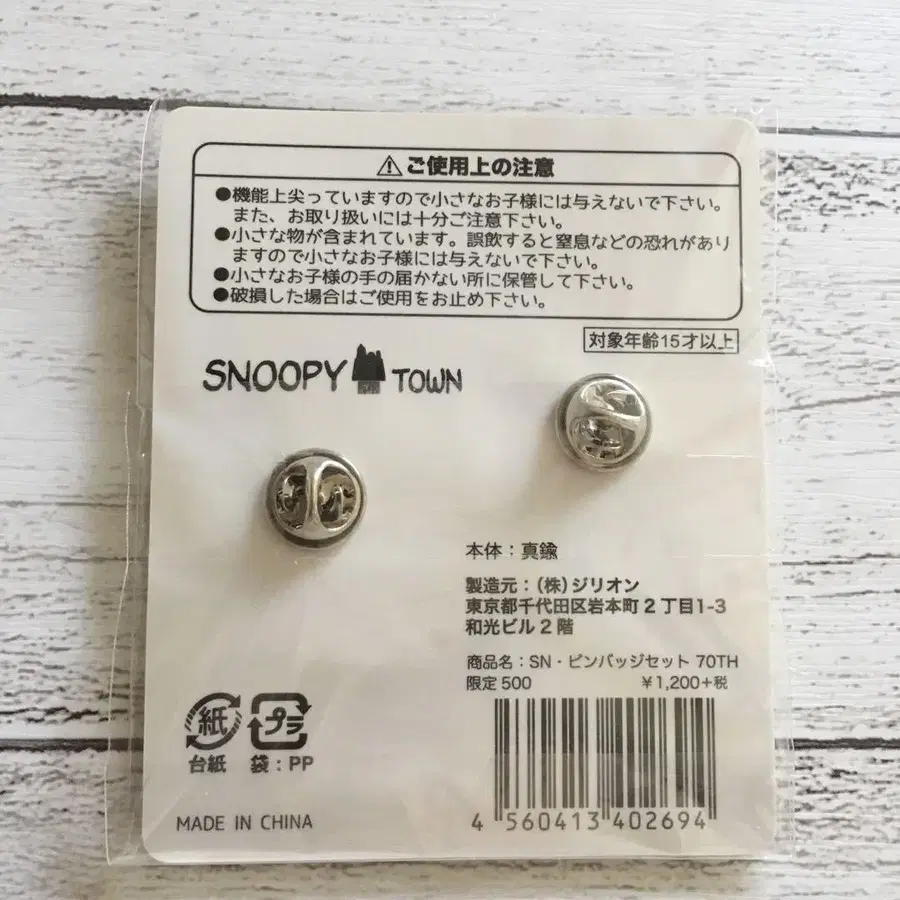 ⚠ご使用上の注意
●機能上尖っていますので小さなお子様には与えないで下さい。
また、お取り扱いには十分ご注意下さい。
●小さな物が含まれています。誤飲すると窒息などの恐れがあり
ますので小さなお子様には与えないで下さい。
●小さなお子様の手の届かない所に保管して下さい。
●破損した場合はご使用をお止め下さい。
対象年齢15才以上
SNOOPY TOWN
本体：真鍮
製造元：（株）ジリオン
東京都千代田区岩本町2丁目1-3
和光ビル2階
商品名：SN・ピンバッジセット 70TH
限定500 ￥1,200+税
紙 プラ
台紙 袋：PP
MADE IN CHINA
4 560413 402694